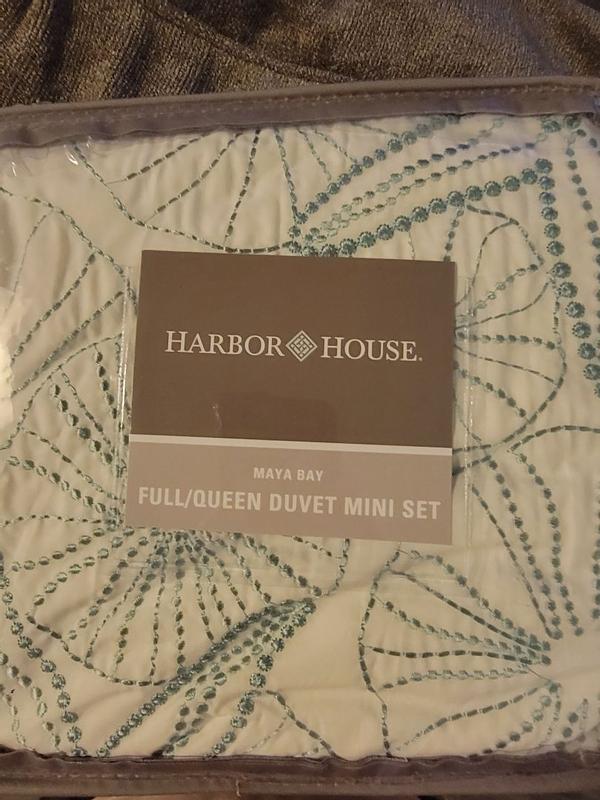 HARBOR HOUSE®
MAYA BAY
FULL/QUEEN DUVET MINI SET